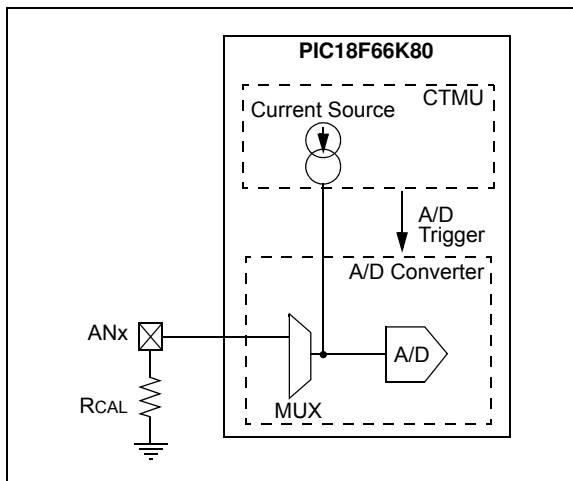 PIC18F66K80
CTMU
Current Source
A/D
Trigger
A/D Converter
ANx
A/D
RCAL
MUX